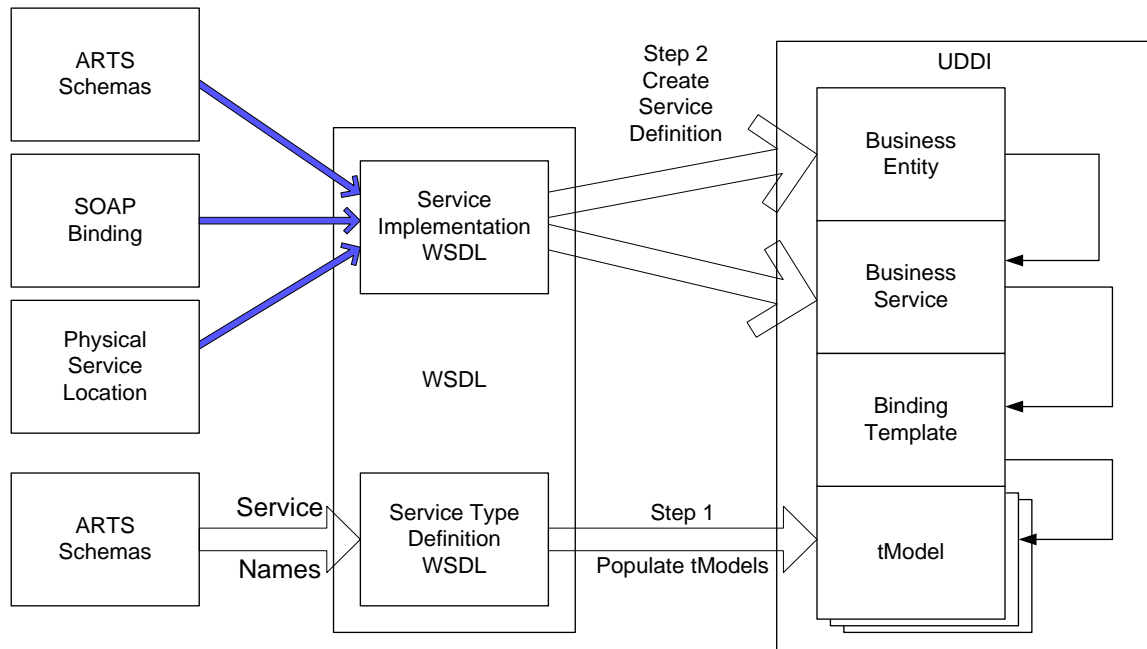 ARTS
Schemas
SOAP
Binding
Physical
Service
Location
ARTS
Schemas
Service
Names
Service
Implementation
WSDL
WSDL
Service Type
Definition
WSDL
Step 2
Create
Service
Definition
Step 1
Populate tModels
UDDI
Business
Entity
Business
Service
Binding
Template
tModel